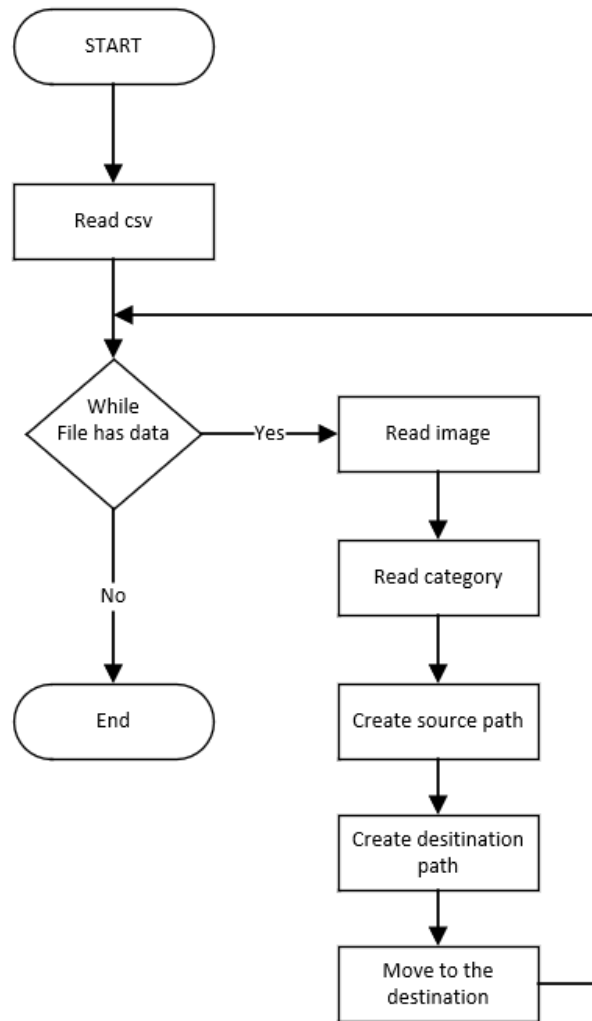 START
Read csv
While
File has data
Yes
Read image
Read category
No
Create source path
End
Create desitination
path
Move to the
destination